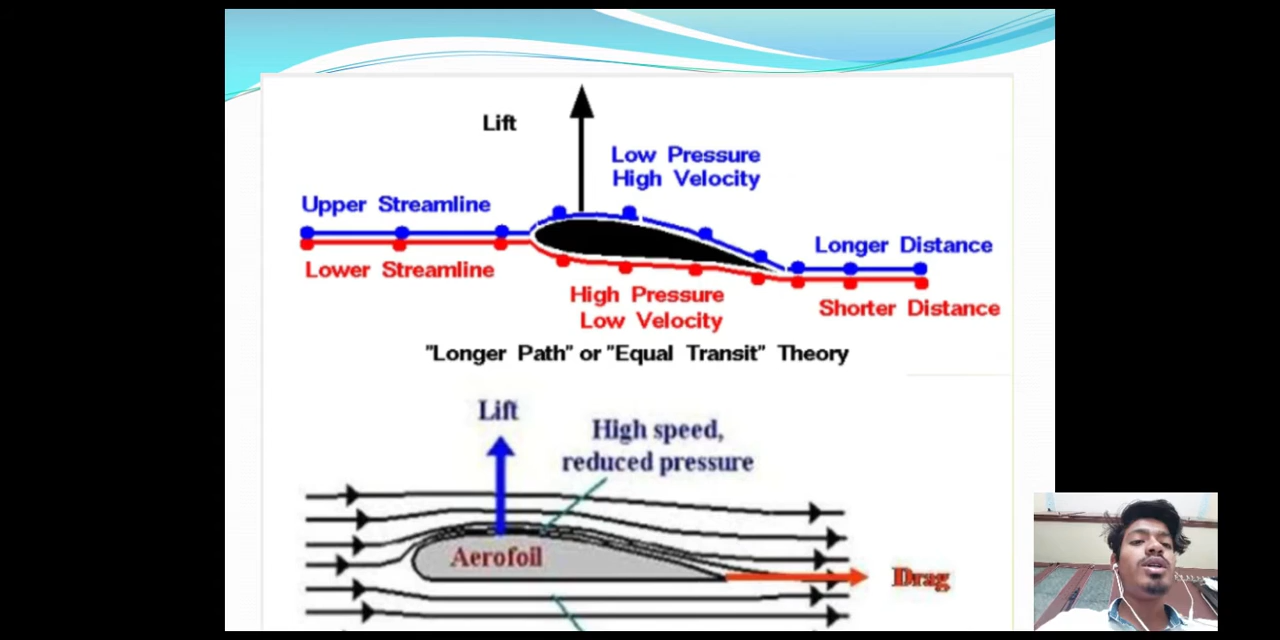 Lift
Low Pressure
High Velocity
Upper Streamline
Lower Streamline
Longer Distance
High Pressure
Low Velocity
Shorter Distance
"Longer Path" or "Equal Transit" Theory
Lift
High speed,
reduced pressure
Aerofoil
Drag